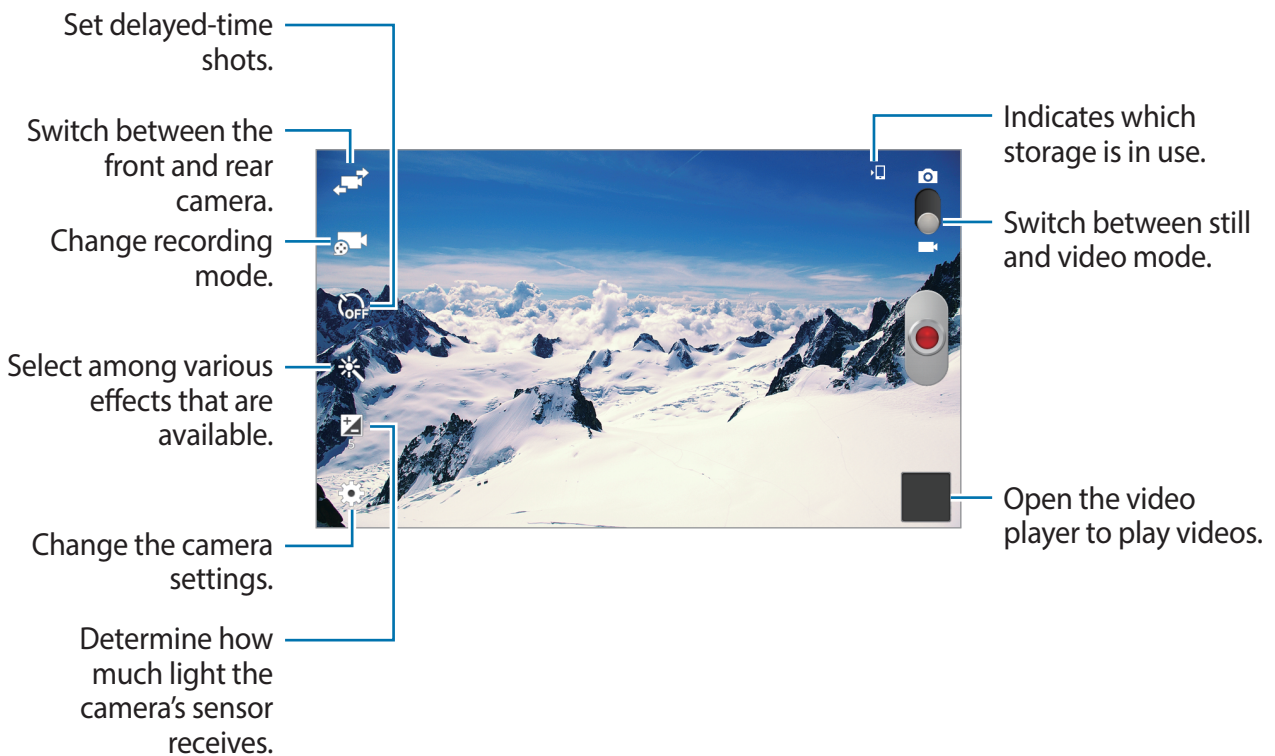 Set delayed-time
shots.
Switch between the
front and rear
camera.
Change recording
mode.
OFF
Select among various
effects that are
available.
Change the camera
settings.
Determine how
much light the
camera’s sensor
receives.
Indicates which
storage is in use.
Switch between still
and video mode.
Open the video
player to play videos.